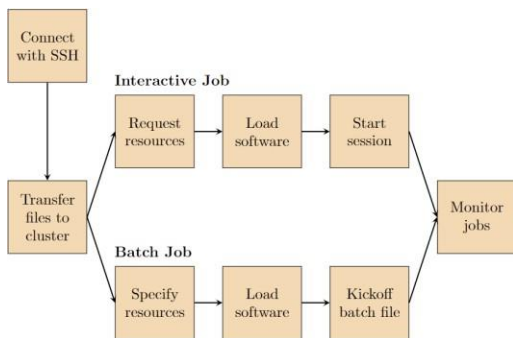 Connect
with SSH
Interactive Job
Request
resources
Load
software
Start
session
Transfer
files to
cluster
Monitor
jobs
Batch Job
Specify
resources
Load
software
Kickoff
batch file